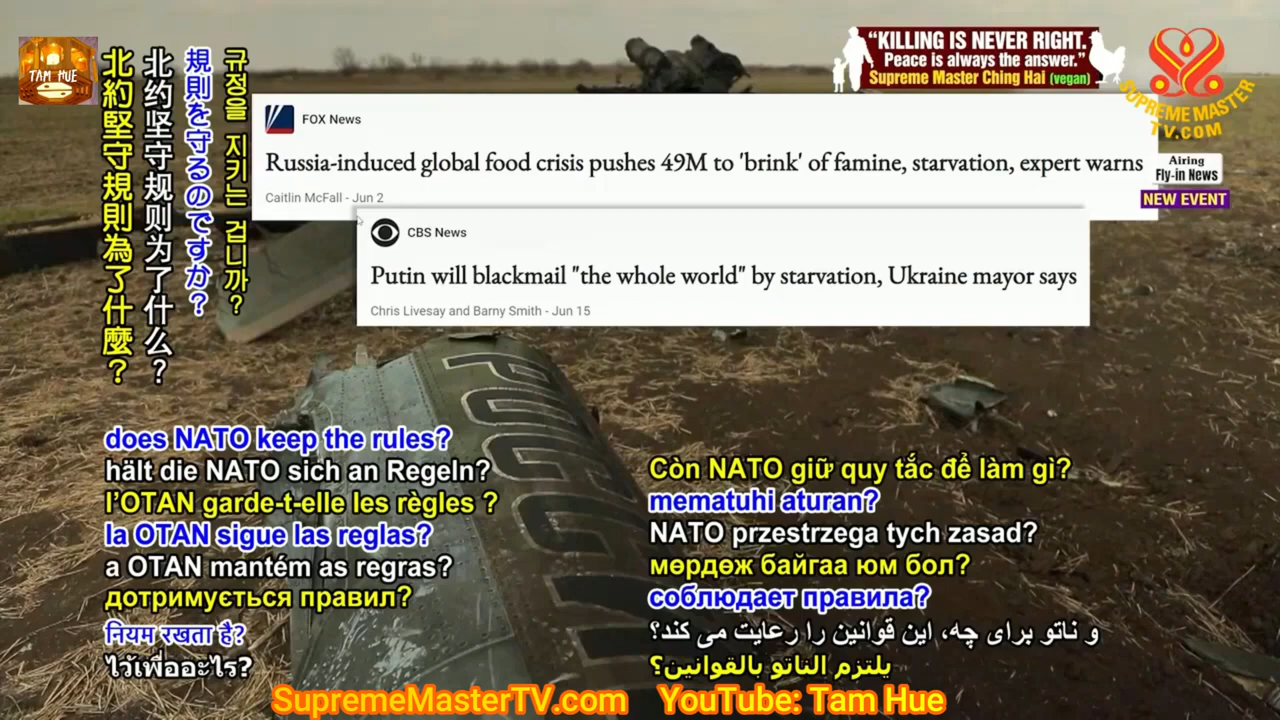 TAM HUE
北約堅守規則為了什麼？
北约坚守规则为了什么？
規則を守るのですか？
규정을 지키는 겁니까？
“KILLING IS NEVER RIGHT.
Peace is always the answer.”
Supreme Master Ching Hai (vegan)
SUPREME MASTER
TV.COM
Airing
Fly-in News
NEW EVENT
FOX News
Russia-induced global food crisis pushes 49M to 'brink' of famine, starvation, expert warns
Caitlin McFall - Jun 2
CBS News
Putin will blackmail "the whole world" by starvation, Ukraine mayor says
Chris Livesay and Barny Smith - Jun 15
does NATO keep the rules?
hält die NATO sich an Regeln?
l’OTAN garde-t-elle les règles ?
la OTAN sigue las reglas?
a OTAN mantém as regras?
дотримується правил?
नियम रखता है?
ไว้เพื่ออะไร?
Còn NATO giữ quy tắc để làm gì?
mematuhi aturan?
NATO przestrzega tych zasad?
мөрдөж байгаа юм бол?
соблюдает правила?
و ناتو برای چه، این قوانین را رعایت می کند؟
يلتزم الناتو بالقوانين؟
SupremeMasterTV.com YouTube: Tam Hue